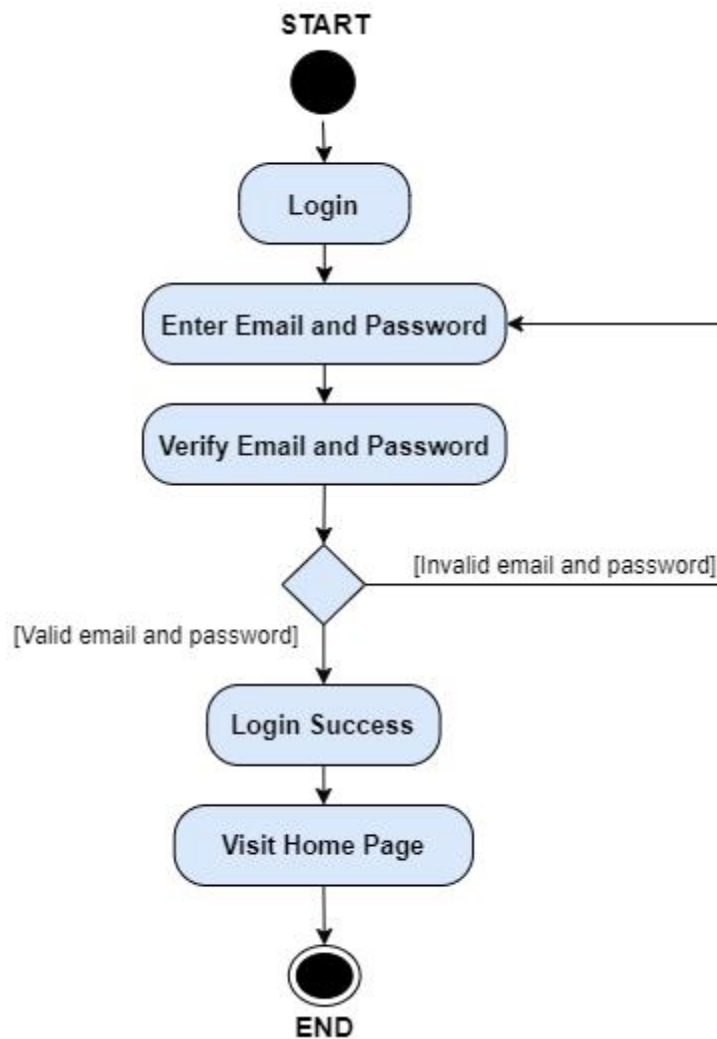 START
Login
Enter Email and Password
Verify Email and Password
[Invalid email and password]
[Valid email and password]
Login Success
Visit Home Page
END